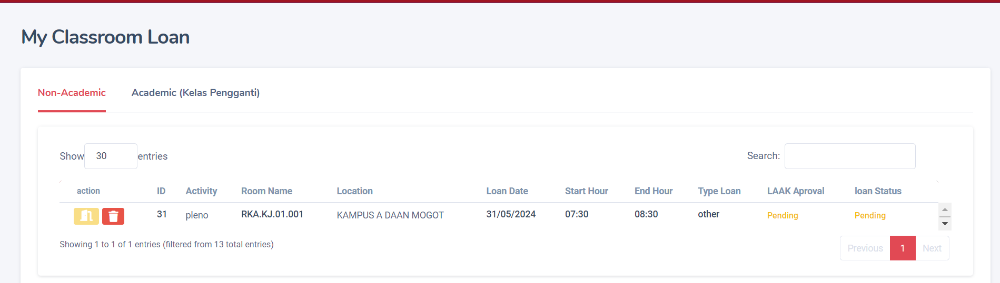 My Classroom Loan
Non-Academic Academic (Kelas Pengganti)
Show 30 entries Search:
action ID Activity Room Name Location Loan Date Start Hour End Hour Type Loan LAAK Aproval loan Status
31 pleno RKA.KJ.01.001 KAMPUS A DAAN MOGOT 31/05/2024 07:30 08:30 other Pending Pending
Showing 1 to 1 of 1 entries (filtered from 13 total entries)
Previous 1 Next